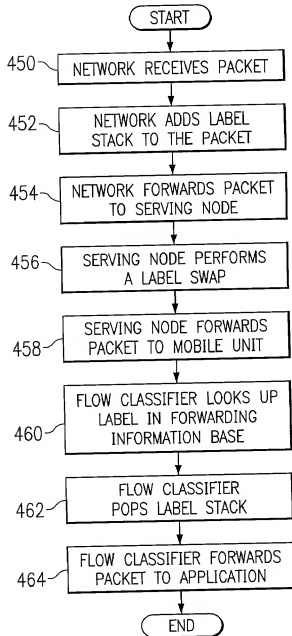 START
450
NETWORK RECEIVES PACKET
452
NETWORK ADDS LABEL
STACK TO THE PACKET
454
NETWORK FORWARDS PACKET
TO SERVING NODE
456
SERVING NODE PERFORMS
A LABEL SWAP
458
SERVING NODE FORWARDS
PACKET TO MOBILE UNIT
460
FLOW CLASSIFIER LOOKS UP
LABEL IN FORWARDING
INFORMATION BASE
462
FLOW CLASSIFIER
POPS LABEL STACK
464
FLOW CLASSIFIER FORWARDS
PACKET TO APPLICATION
END